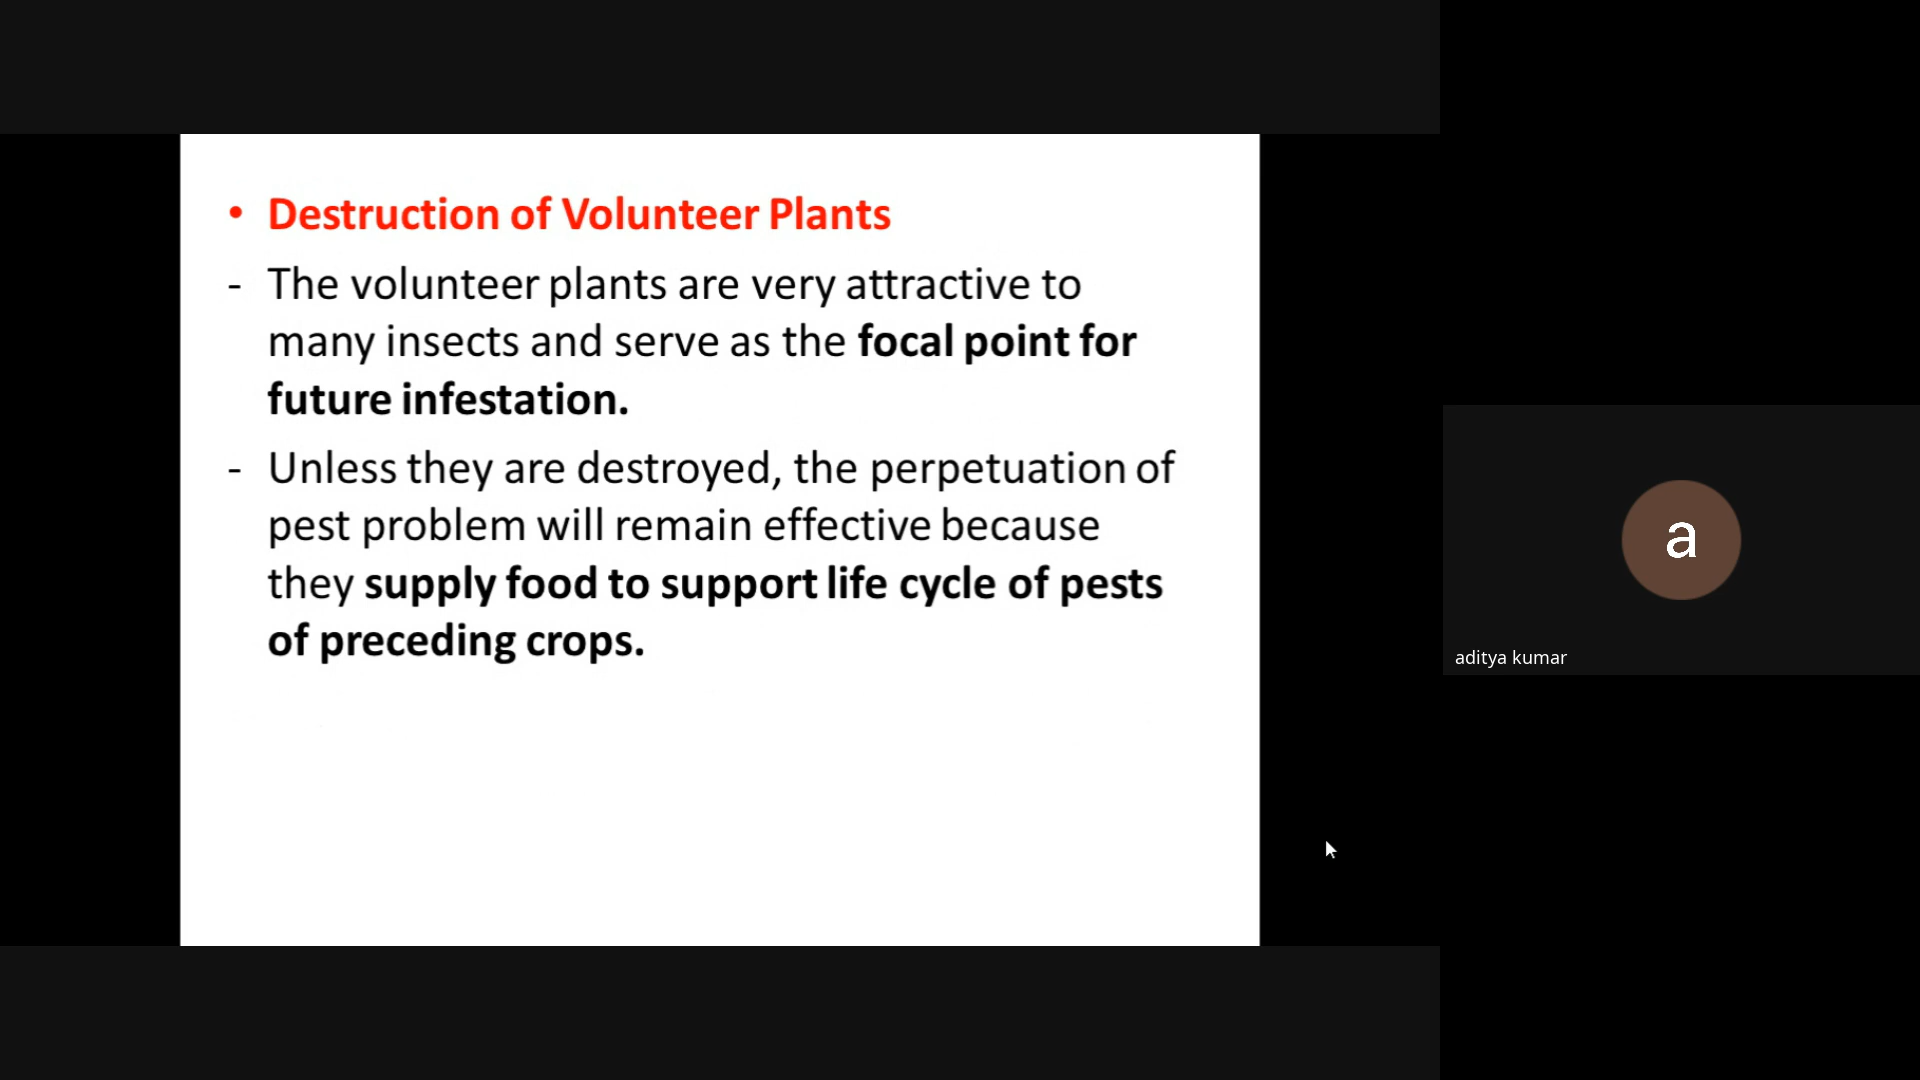 • Destruction of Volunteer Plants
- The volunteer plants are very attractive to
many insects and serve as the focal point for
future infestation.
- Unless they are destroyed, the perpetuation of
pest problem will remain effective because
they supply food to support life cycle of pests
of preceding crops.
a
aditya kumar